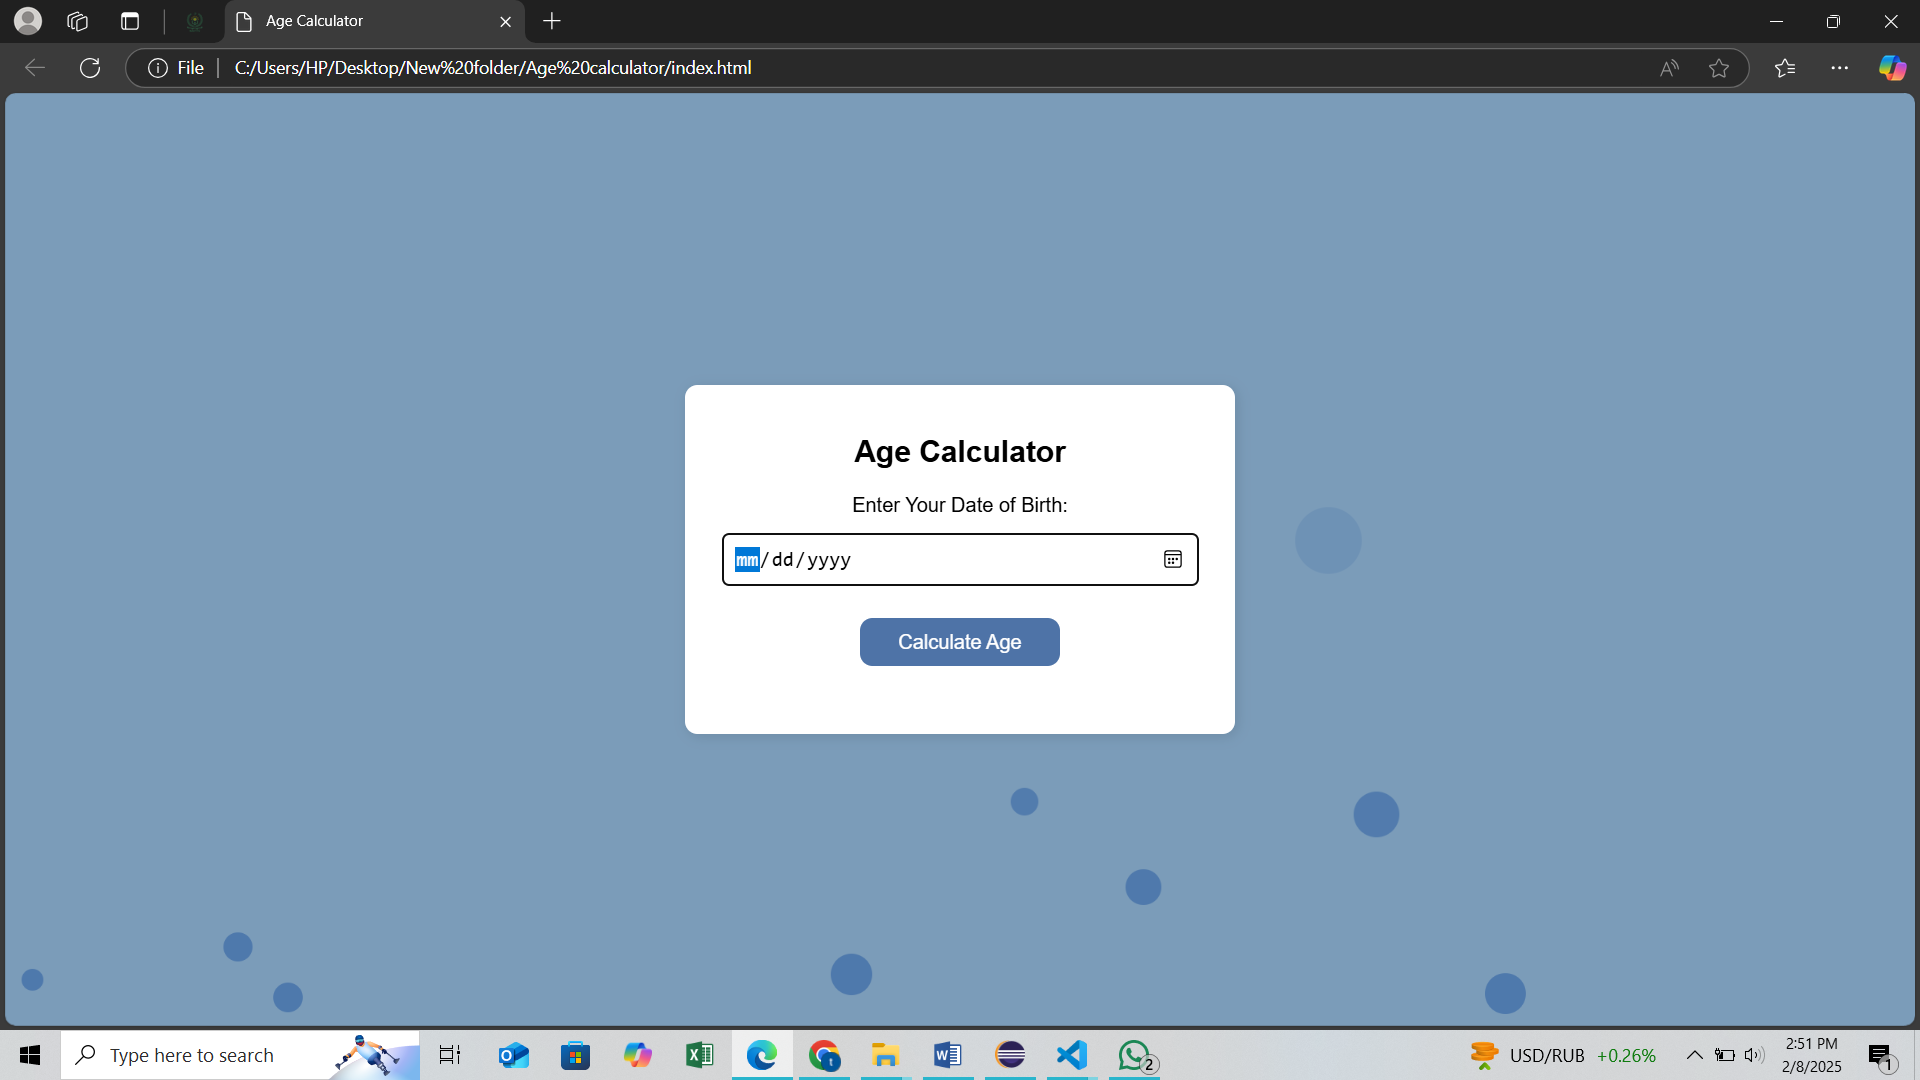 Age Calculator
File
C:/Users/HP/Desktop/New%20folder/Age%20calculator/index.html
Age Calculator
Enter Your Date of Birth:
mm/dd/yyyy
Calculate Age
Type here to search
USD/RUB +0.26%
2:51 PM
2/8/2025
2
1